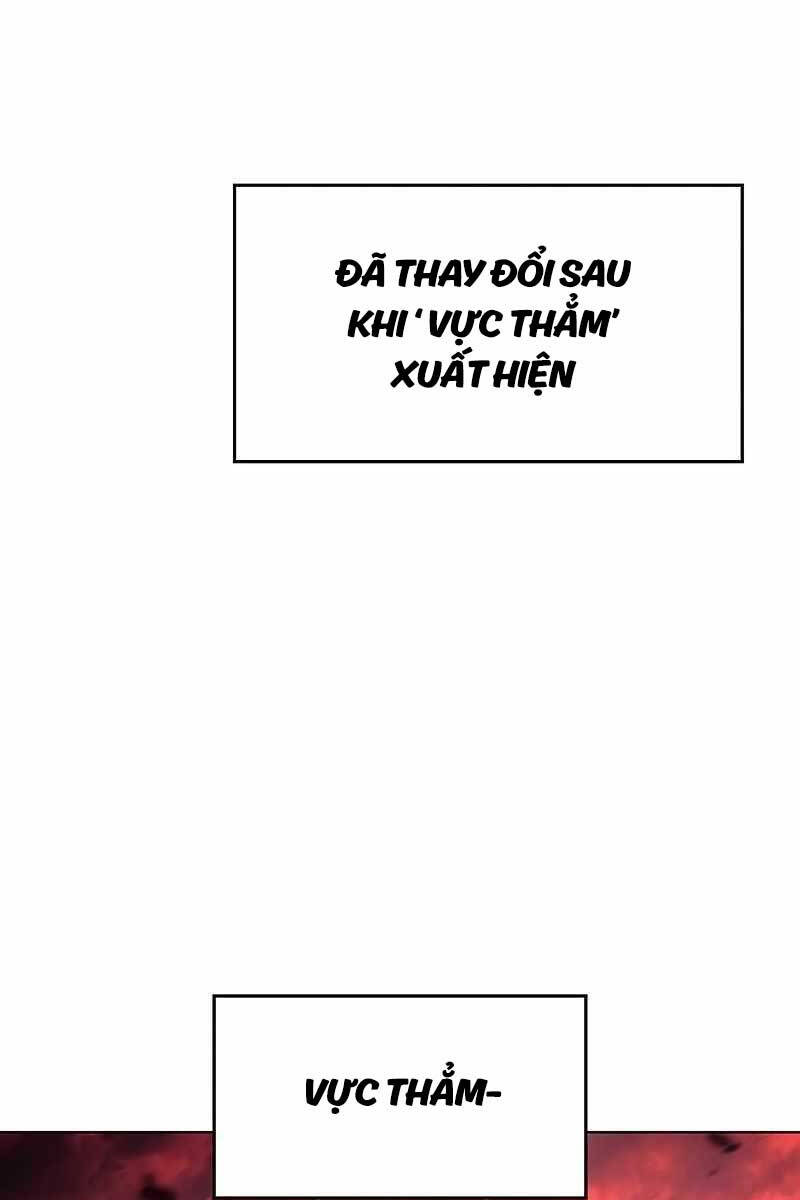 ĐÃ THAY ĐỔI SAU
KHI ‘ VỰC THẲM’
XUẤT HIỆN
VỰC THẲM-